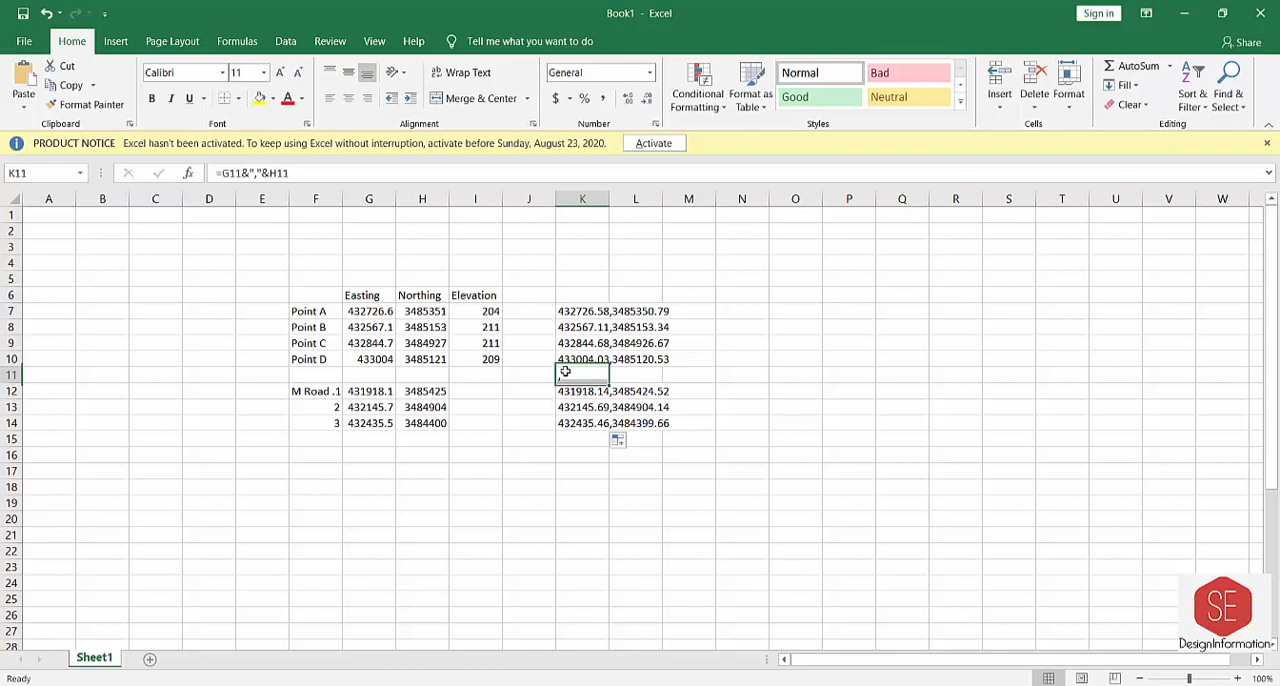 Book1 - Excel
Sign in
File Home Insert Page Layout Formulas Data Review View Help Tell me what you want to do Share
Paste
Cut
Copy
Format Painter
Clipboard
Calibri 11
B I U
Font
Wrap Text
Merge & Center
Alignment
General
$ % ,
Number
Conditional Formatting
Format as Table
Normal Bad
Good Neutral
Styles
Insert Delete Format
Cells
AutoSum
Fill
Clear
Sort & Filter
Find & Select
Editing
PRODUCT NOTICE Excel hasn't been activated. To keep using Excel without interruption, activate before Sunday, August 23, 2020. Activate
K11 fx =G11&","&H11
A B C D E F G H I J K L M N O P Q R S T U V W
1
2
3
4
5
6 Easting Northing Elevation
7 Point A 432726.6 3485351 204 432726.58,3485350.79
8 Point B 432567.1 3485153 211 432567.11,3485153.34
9 Point C 432844.7 3484927 211 432844.68,3484926.67
10 Point D 433004 3485121 209 433004.03,3485120.53
11 ,
12 M Road .1 431918.1 3485425 431918.14,3485424.52
13 2 432145.7 3484904 432145.69,3484904.14
14 3 432435.5 3484400 432435.46,3484399.66
15
16
17
18
19
20
21
22
23
24
25
26
27
28
SE
DesignInformation
Sheet1
Ready 100%